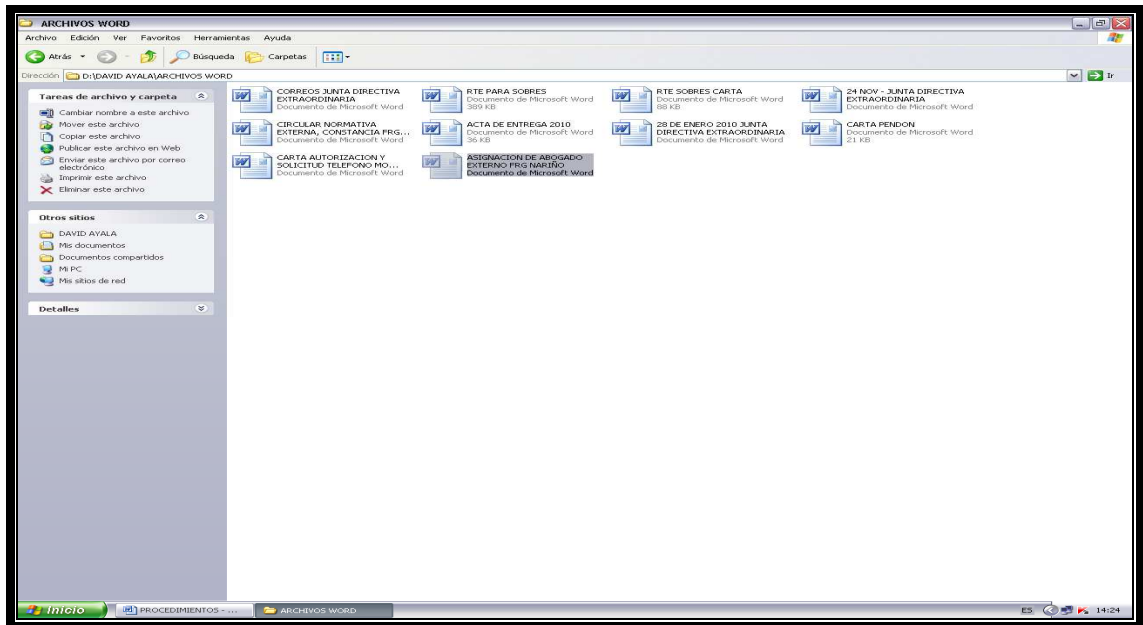 ARCHIVOS WORD
Archivo Edición Ver Favoritos Herramientas Ayuda
Atrás Búsqueda Carpetas
Dirección D:\DAVID AYALA\ARCHIVOS WORD Ir
Tareas de archivo y carpeta
Cambiar nombre a este archivo
Mover este archivo
Copiar este archivo
Publicar este archivo en Web
Enviar este archivo por correo
electrónico
Imprimir este archivo
Eliminar este archivo
Otros sitios
DAVID AYALA
Mis documentos
Documentos compartidos
Mi PC
Mis sitios de red
Detalles
CORREOS JUNTA DIRECTIVA
EXTRAORDINARIA
Documento de Microsoft Word
RTE PARA SOBRES
Documento de Microsoft Word
389 KB
RTE SOBRES CARTA
Documento de Microsoft Word
88 KB
24 NOV - JUNTA DIRECTIVA
EXTRAORDINARIA
Documento de Microsoft Word
CIRCULAR NORMATIVA
EXTERNA, CONSTANCIA FRG...
Documento de Microsoft Word
ACTA DE ENTREGA 2010
Documento de Microsoft Word
36 KB
28 DE ENERO 2010 JUNTA
DIRECTIVA EXTRAORDINARIA
Documento de Microsoft Word
CARTA PENDON
Documento de Microsoft Word
21 KB
CARTA AUTORIZACION Y
SOLICITUD TELEFONO MO...
Documento de Microsoft Word
ASIGNACION DE ABOGADO
EXTERNO FRG NARIÑO
Documento de Microsoft Word
Inicio PROCEDIMIENTOS - ... ARCHIVOS WORD ES 14:24